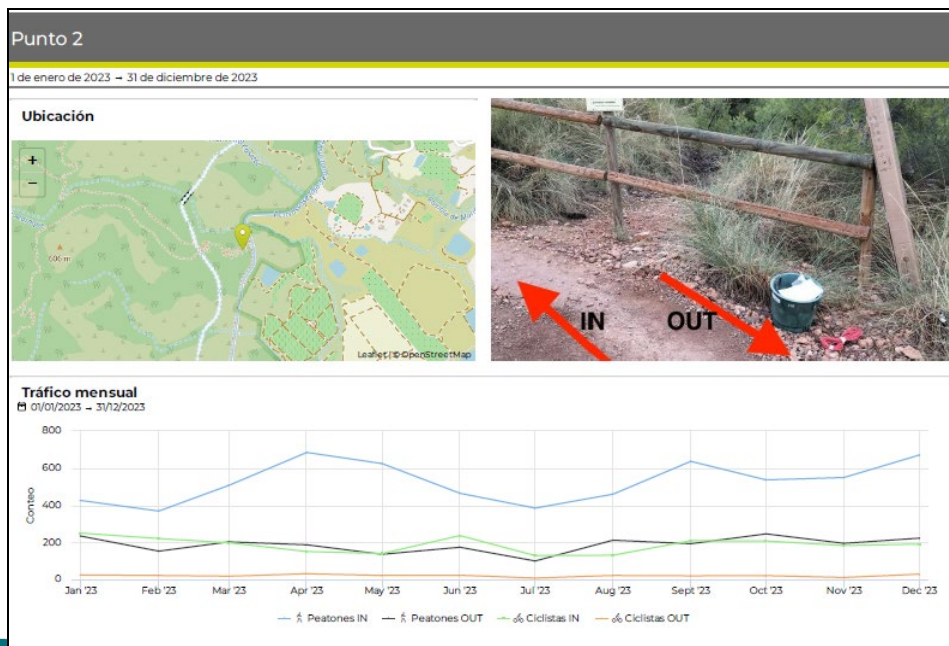 Punto 2
1 de enero de 2023 → 31 de diciembre de 2023
Ubicación
+
−
606 m
Leaflet | © OpenStreetMap
IN
OUT
Tráfico mensual
01/01/2023 → 31/12/2023
Conteo
800
600
400
200
0
Jan '23 Feb '23 Mar '23 Apr '23 May '23 Jun '23 Jul '23 Aug '23 Sept '23 Oct '23 Nov '23 Dec '23
Peatones IN Peatones OUT Ciclistas IN Ciclistas OUT